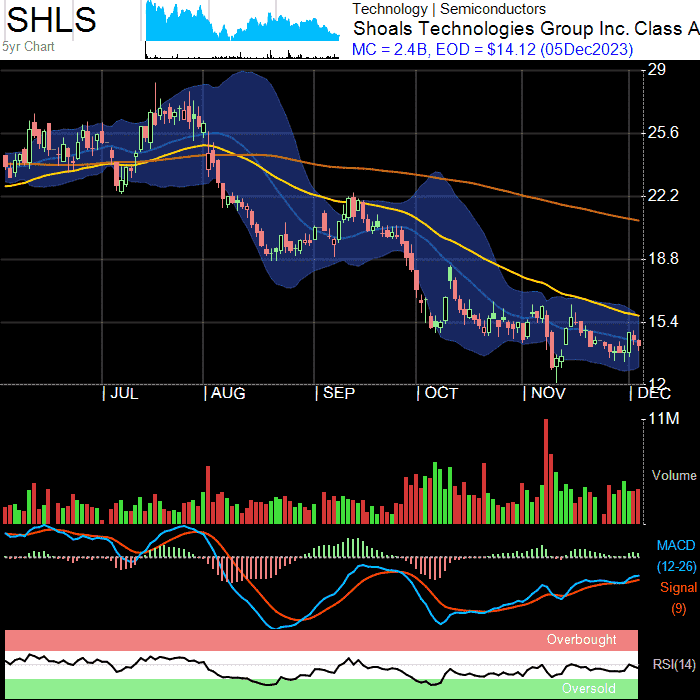 SHLS
5yr Chart
Technology | Semiconductors
Shoals Technologies Group Inc. Class A
MC = 2.4B, EOD = $14.12 (05Dec2023)
29
25.6
22.2
18.8
15.4
12
JUL AUG SEP OCT NOV DEC
11M
Volume
MACD
(12-26)
Signal
(9)
Overbought
RSI(14)
Oversold